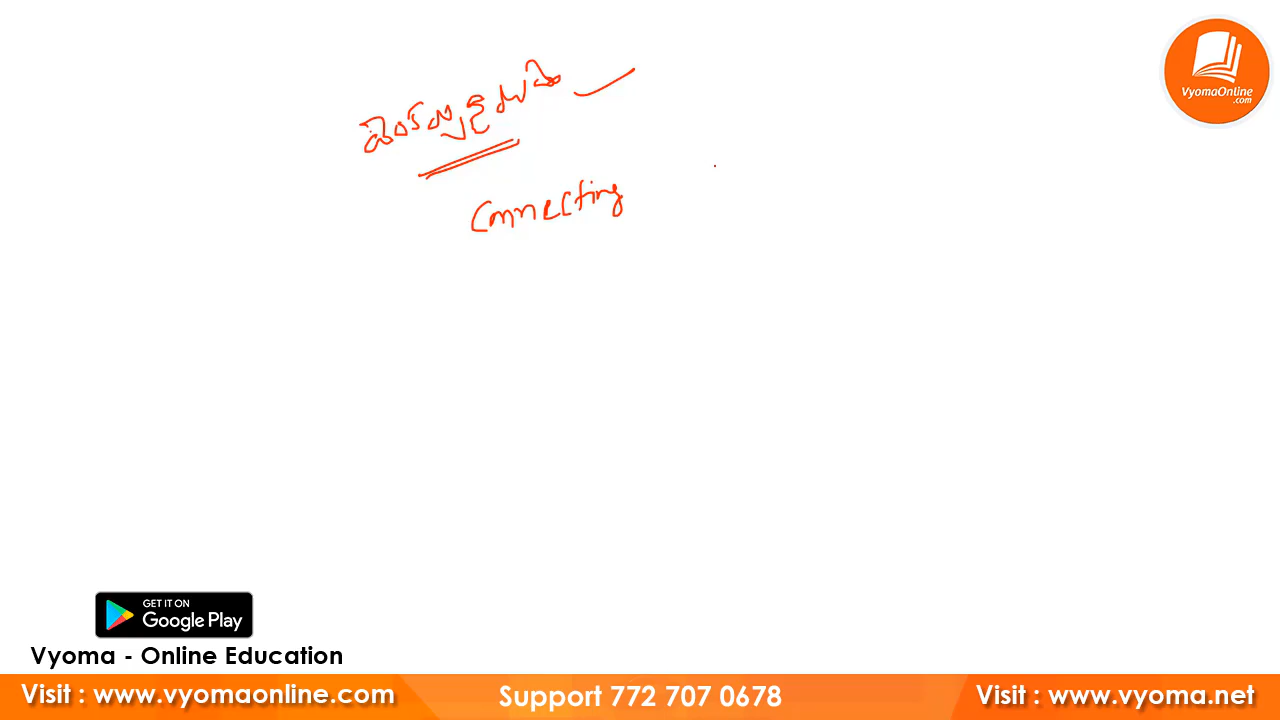 VyomaOnline
.com
Connecting
GET IT ON
Google Play
Vyoma - Online Education
Visit : www.vyomaonline.com
Support 772 707 0678
Visit : www.vyoma.net